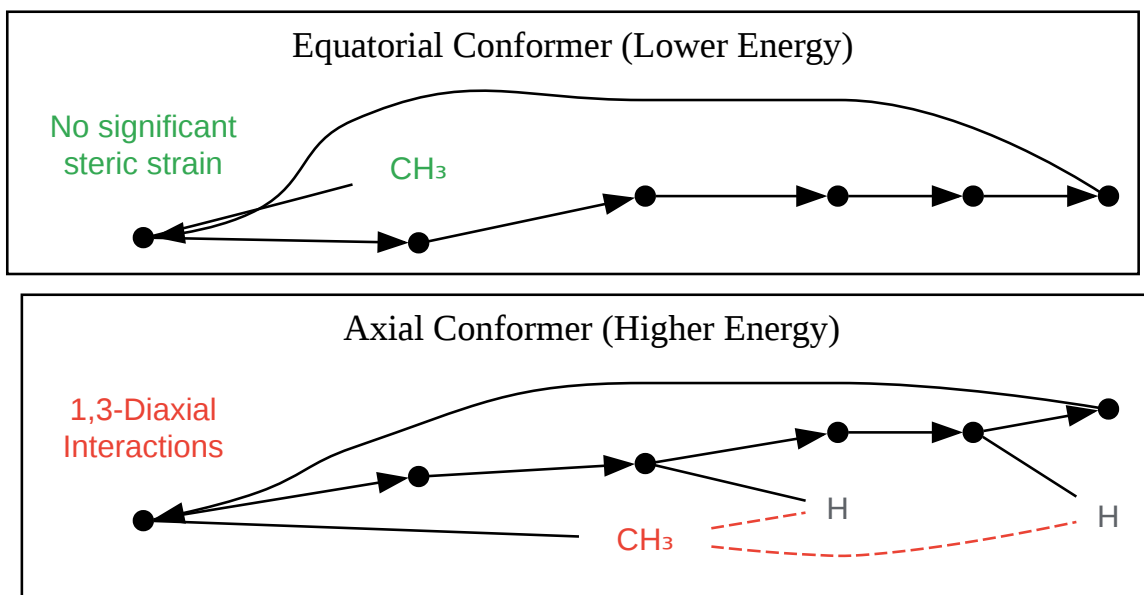 Equatorial Conformer (Lower Energy)
No significant
steric strain
CH₃
Axial Conformer (Higher Energy)
1,3-Diaxial
Interactions
H
H
CH₃